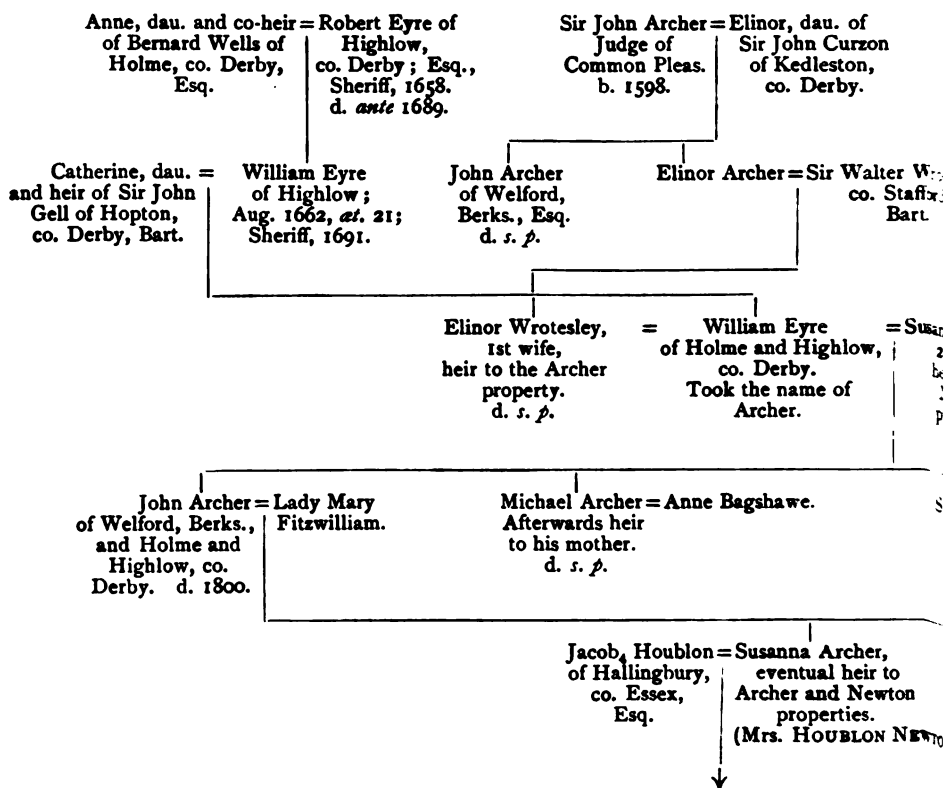 Anne, dau. and co-heir = Robert Eyre of
of Bernard Wells of Highlow,
Holme, co. Derby, co. Derby ; Esq.,
Esq. Sheriff, 1658.
d. ante 1689.
Sir John Archer = Elinor, dau. of
Judge of Sir John Curzon
Common Pleas. of Kedleston,
b. 1598. co. Derby.
Catherine, dau. = William Eyre
and heir of Sir John of Highlow ;
Gell of Hopton, Aug. 1662, æt. 21;
co. Derby, Bart. Sheriff, 1691.
John Archer
of Welford,
Berks., Esq.
d. s. p.
Elinor Archer = Sir Walter
co.
Bart.
Elinor Wrotesley, = William Eyre =
1st wife, of Holme and Highlow,
heir to the Archer co. Derby.
property. Took the name of
d. s. p. Archer.
John Archer = Lady Mary
of Welford, Berks., Fitzwilliam.
and Holme and
Highlow, co.
Derby. d. 1800.
Michael Archer = Anne Bagshawe.
Afterwards heir
to his mother.
d. s. p.
Jacob Houblon = Susanna Archer,
of Hallingbury, eventual heir to
co. Essex, Archer and Newton
Esq. properties.
(Mrs. HOUBLON